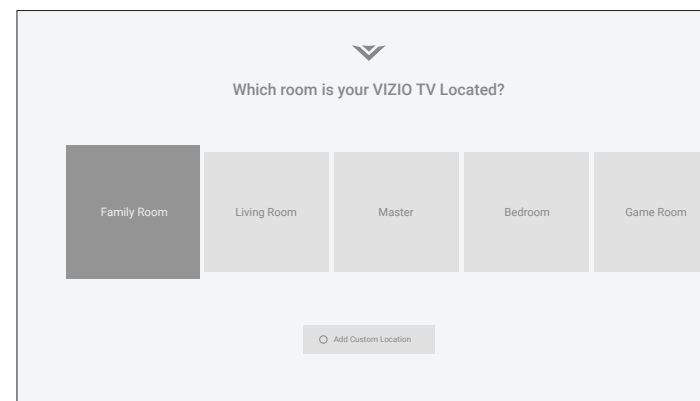 Which room is your VIZIO TV Located?
Family Room
Living Room
Master
Bedroom
Game Room
Add Custom Location